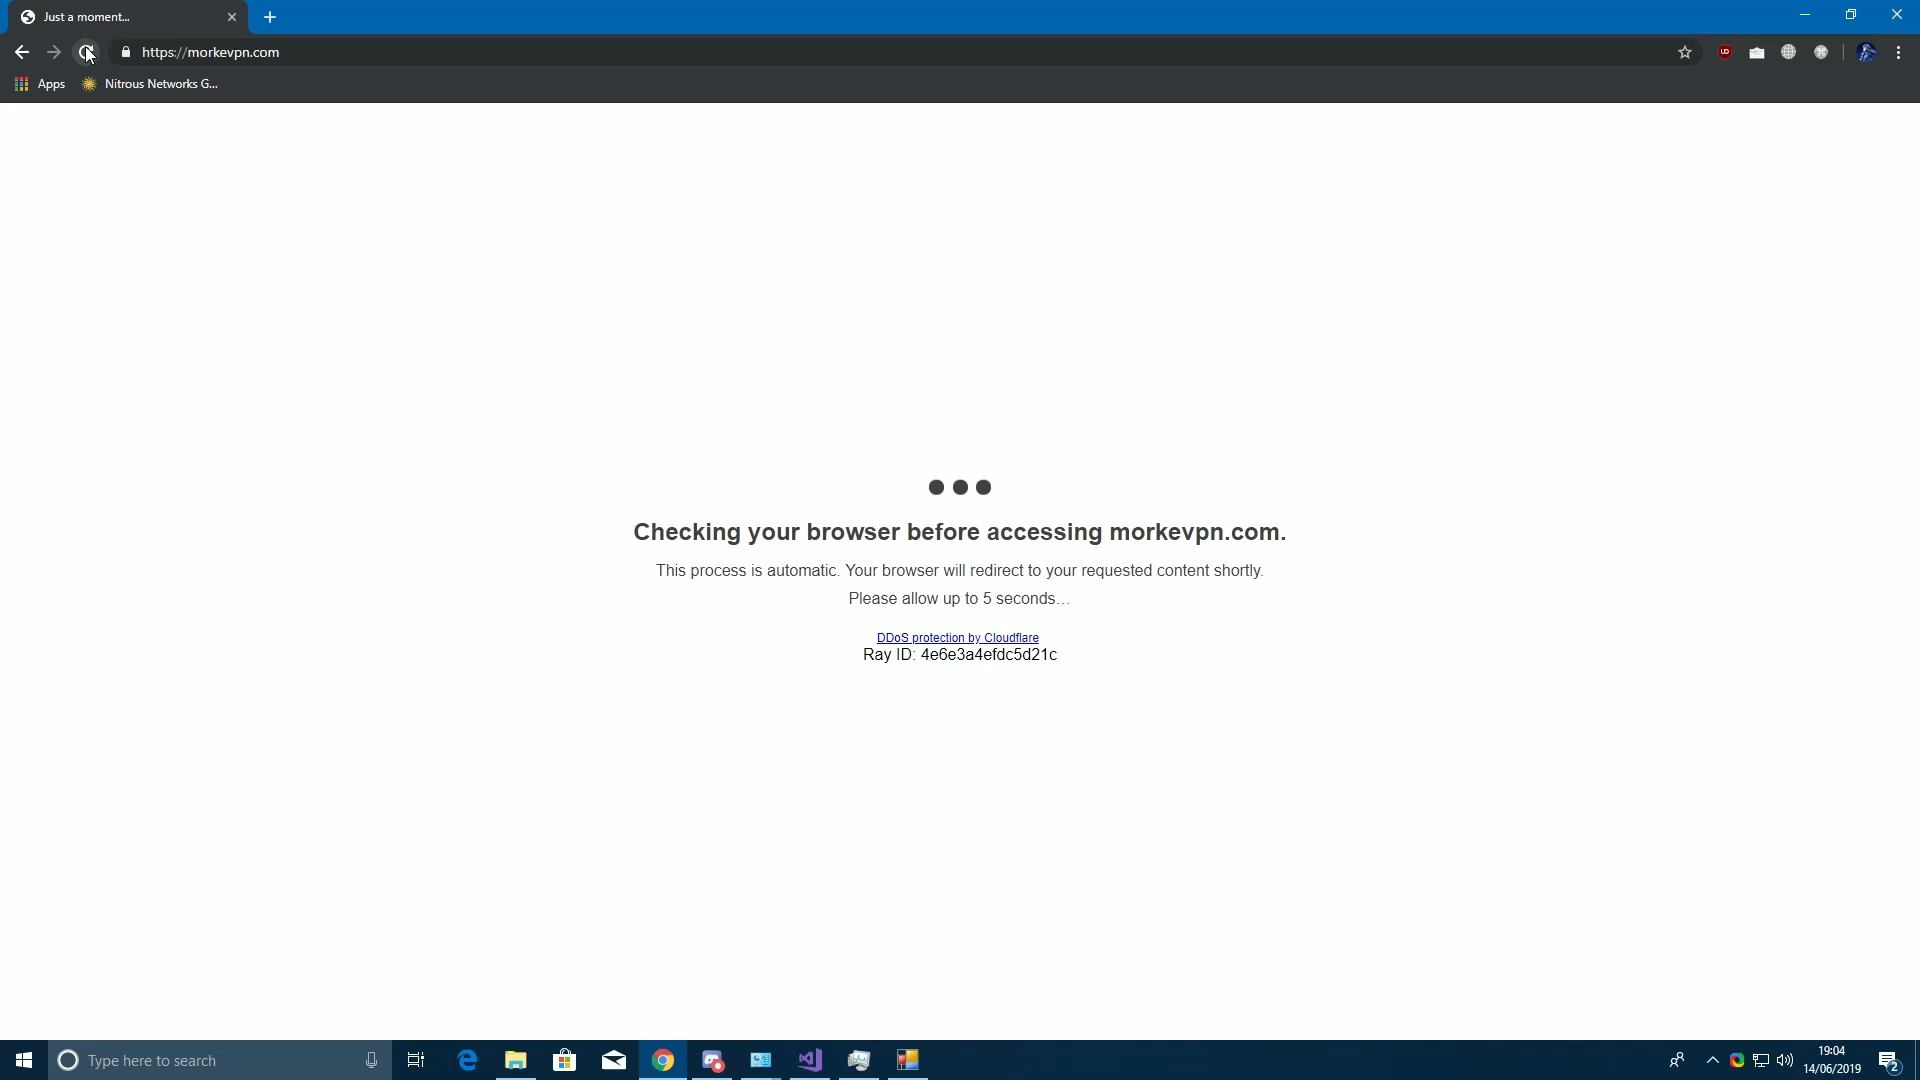 Just a moment...
https://morkevpn.com
Apps
Nitrous Networks G...
Checking your browser before accessing morkevpn.com.
This process is automatic. Your browser will redirect to your requested content shortly.
Please allow up to 5 seconds…
DDoS protection by Cloudflare
Ray ID: 4e6e3a4efdc5d21c
Type here to search
19:04
14/06/2019
2